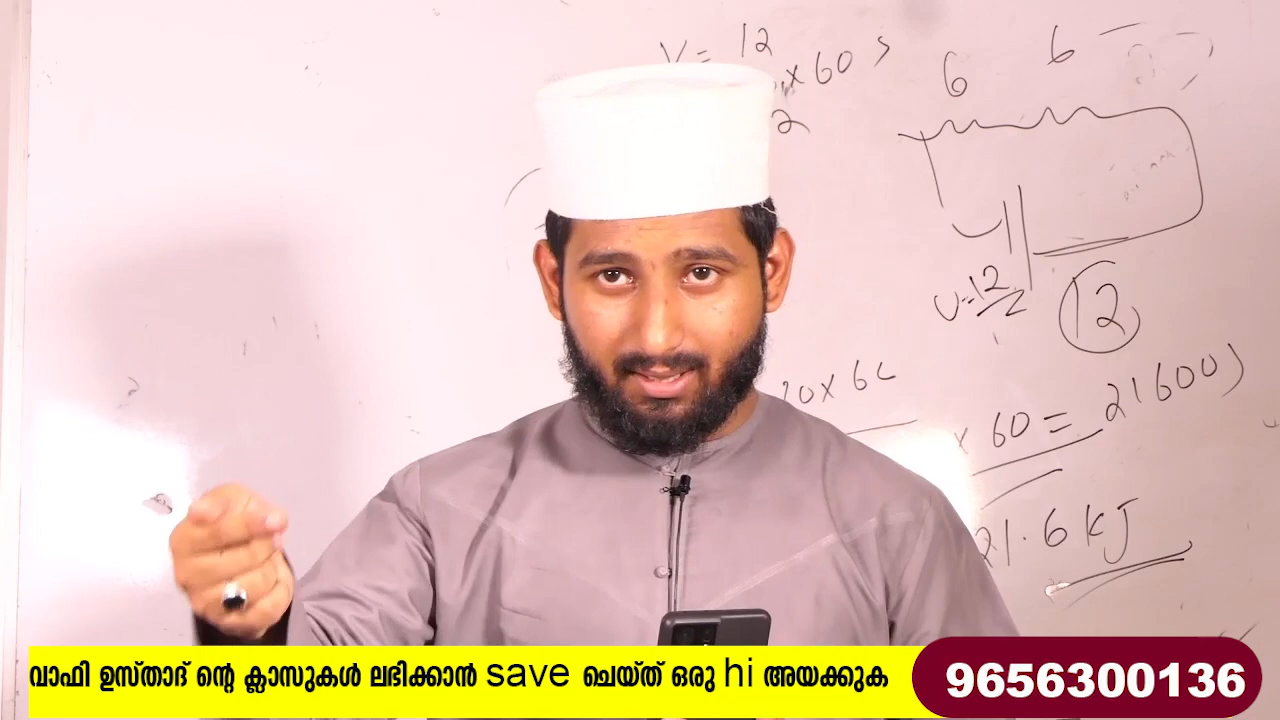 V = 12
x 60 s
2
6 6
V=12
2
12
x 60 = 21600 J
21.6 kJ
വാഫി ഉസ്താദ് ന്റെ ക്ലാസുകൾ ലഭിക്കാൻ save ചെയ്ത് ഒരു hi അയക്കുക
9656300136